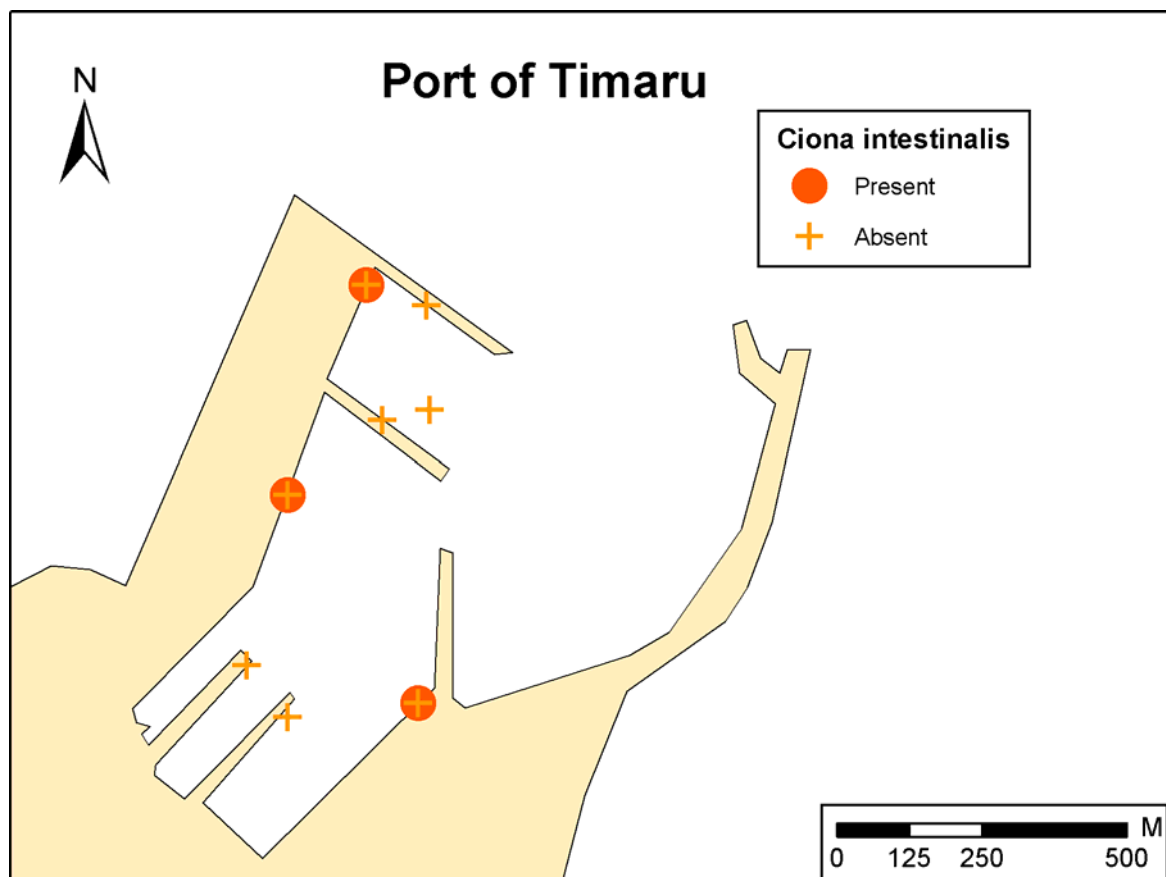 Port of Timaru
N
Ciona intestinalis
Present
Absent
M
0 125 250 500